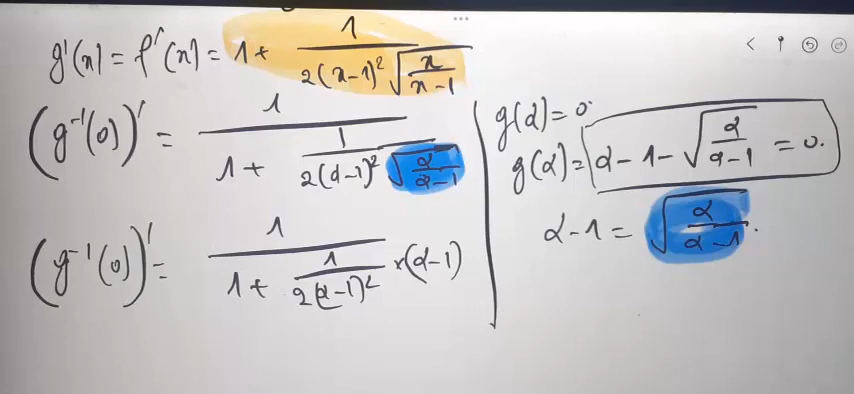 g'(x) = f'(x) = 1 + 1/(2(x-1)²√(x/(x-1)))
(g⁻¹(0))' = 1/(1 + 1/(2(α-1)²√(α/(α-1))))
(g⁻¹(0))' = 1/(1 + 1/(2(α-1)²) × (α-1))
g(α) = 0.
g(α) = α - 1 - √(α/(α-1)) = 0.
α - 1 = √(α/(α-1)).